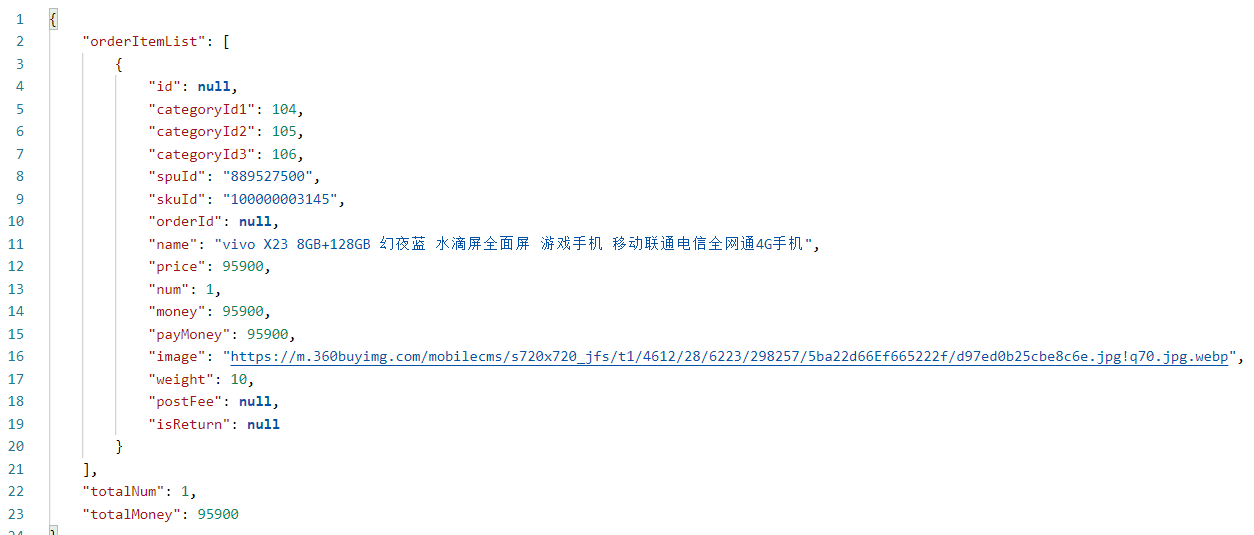 1 {
2 "orderItemList": [
3 {
4 "id": null,
5 "categoryId1": 104,
6 "categoryId2": 105,
7 "categoryId3": 106,
8 "spuId": "889527500",
9 "skuId": "100000003145",
10 "orderId": null,
11 "name": "vivo X23 8GB+128GB 幻夜蓝 水滴屏全面屏 游戏手机 移动联通电信全网通4G手机",
12 "price": 95900,
13 "num": 1,
14 "money": 95900,
15 "payMoney": 95900,
16 "image": "https://m.360buyimg.com/mobilecms/s720x720_jfs/t1/4612/28/6223/298257/5ba22d66Ef665222f/d97ed0b25cbe8c6e.jpg!q70.jpg.webp",
17 "weight": 10,
18 "postFee": null,
19 "isReturn": null
20 }
21 ],
22 "totalNum": 1,
23 "totalMoney": 95900
24 }